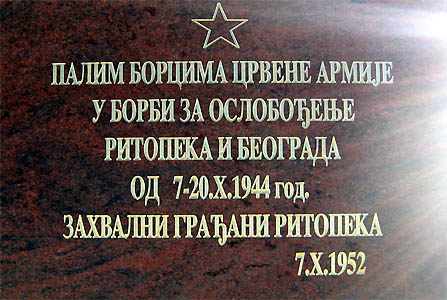 ПАЛИМ БОРЦИМА ЦРВЕНЕ АРМИЈЕ
У БОРБИ ЗА ОСЛОБОЂЕЊЕ
РИТОПЕКА И БЕОГРАДА
ОД 7-20.X.1944 год.
ЗАХВАЛНИ ГРАЂАНИ РИТОПЕКА
7.X.1952